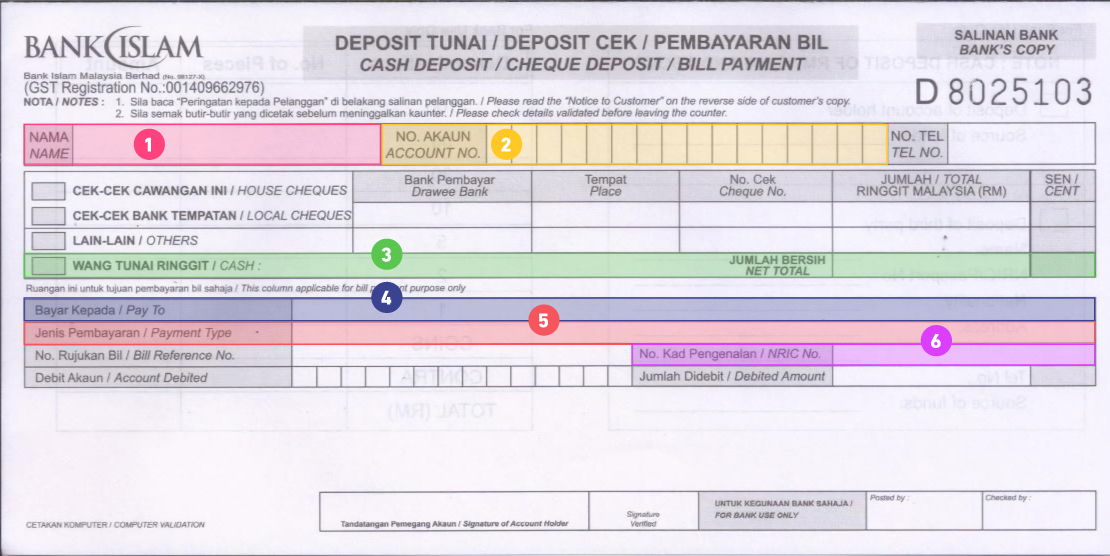 BANK ISLAM
Bank Islam Malaysia Berhad (No. 98127-X)
(GST Registration No.:001409662976)
DEPOSIT TUNAI / DEPOSIT CEK / PEMBAYARAN BIL
CASH DEPOSIT / CHEQUE DEPOSIT / BILL PAYMENT
SALINAN BANK
BANK'S COPY
D 8025103
NOTA / NOTES : 1. Sila baca "Peringatan kepada Pelanggan" di belakang salinan pelanggan. / Please read the "Notice to Customer" on the reverse side of customer's copy.
2. Sila semak butir-butir yang dicetak sebelum meninggalkan kaunter. / Please check details validated before leaving the counter.
NAMA
NAME
1
NO. AKAUN
ACCOUNT NO.
2
NO. TEL
TEL NO.
CEK-CEK CAWANGAN INI / HOUSE CHEQUES
Bank Pembayar
Drawee Bank
Tempat
Place
No. Cek
Cheque No.
JUMLAH / TOTAL
RINGGIT MALAYSIA (RM)
SEN /
CENT
CEK-CEK BANK TEMPATAN / LOCAL CHEQUES
LAIN-LAIN / OTHERS
WANG TUNAI RINGGIT / CASH :
3
JUMLAH BERSIH
NET TOTAL
Ruangan ini untuk tujuan pembayaran bil sahaja / This column applicable for bill purpose only
4
Bayar Kepada / Pay To
5
Jenis Pembayaran / Payment Type
6
No. Rujukan Bil / Bill Reference No.
No. Kad Pengenalan / NRIC No.
Debit Akaun / Account Debited
Jumlah Didebit / Debited Amount
CETAKAN KOMPUTER / COMPUTER VALIDATION
Tandatangan Pemegang Akaun / Signature of Account Holder
Signature
Verified
UNTUK KEGUNAAN BANK SAHAJA /
FOR BANK USE ONLY
Posted by :
Checked by :